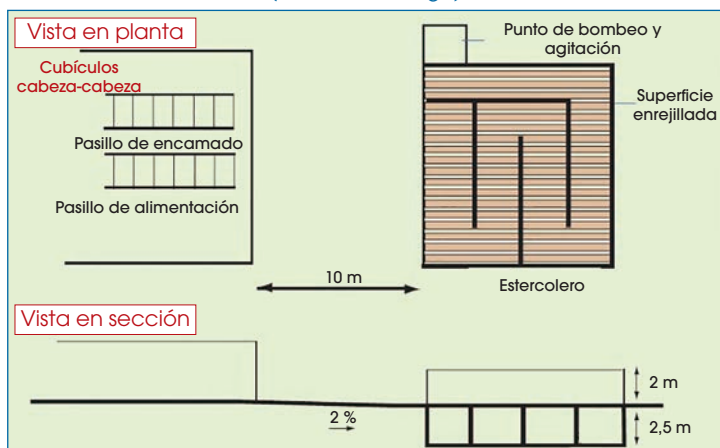 Vista en planta
Cubículos
cabeza-cabeza
Pasillo de encamado
Pasillo de alimentación
Punto de bombeo y
agitación
Superficie
enrejillada
10 m
Estercolero
Vista en sección
2 %
2 m
2,5 m